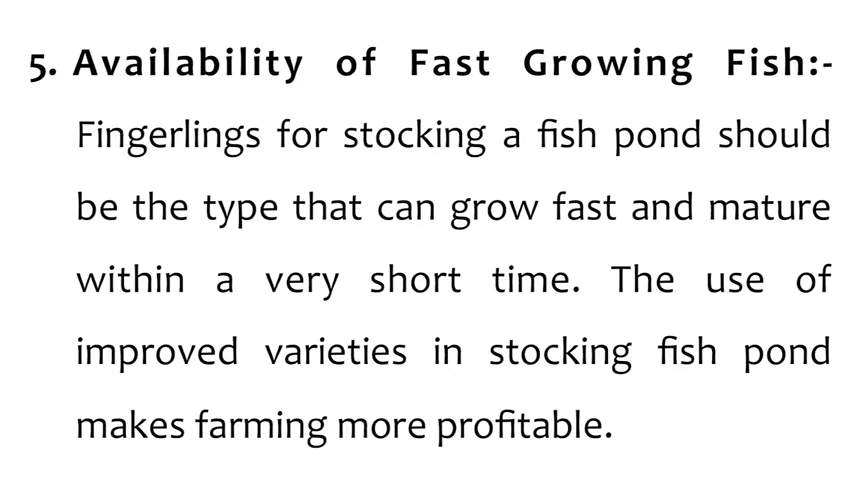 5. Availability of Fast Growing Fish:-
Fingerlings for stocking a fish pond should
be the type that can grow fast and mature
within a very short time. The use of
improved varieties in stocking fish pond
makes farming more profitable.